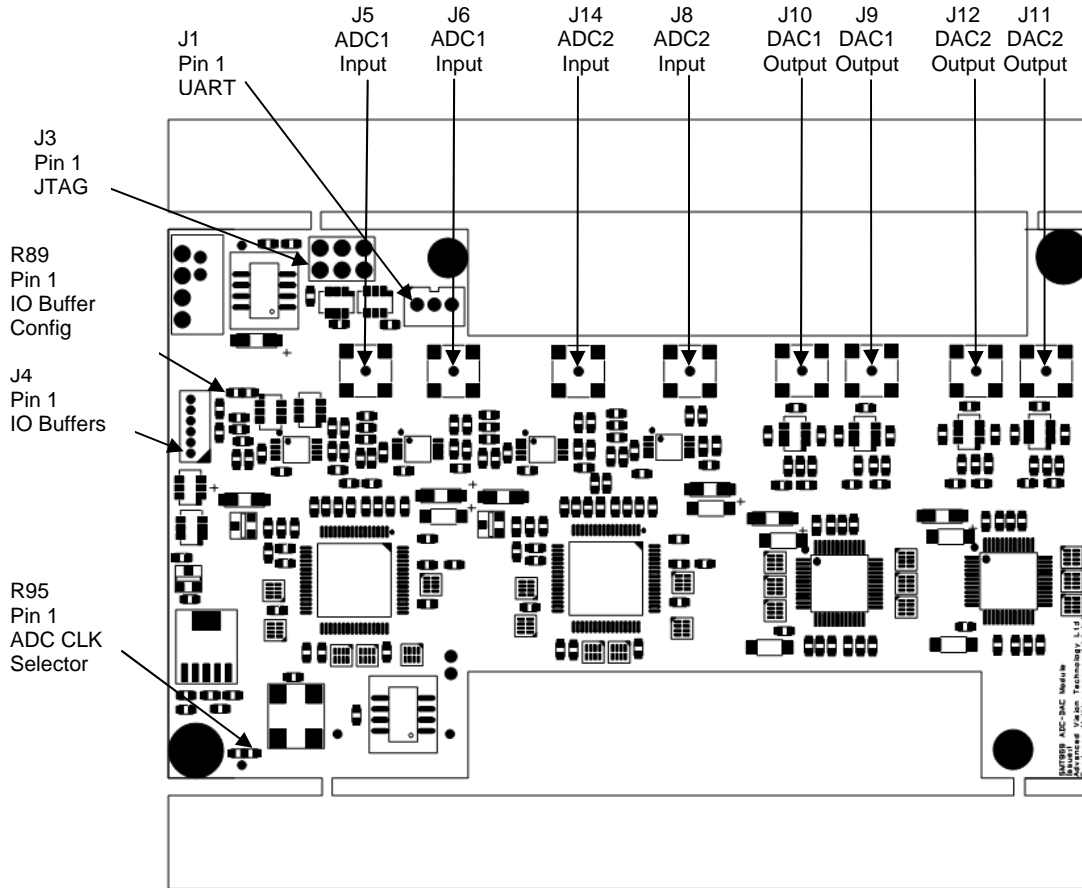 J1
Pin 1
UART
J5
ADC1
Input
J6
ADC1
Input
J14
ADC2
Input
J8
ADC2
Input
J10
DAC1
Output
J9
DAC1
Output
J12
DAC2
Output
J11
DAC2
Output
J3
Pin 1
JTAG
R89
Pin 1
IO Buffer
Config
J4
Pin 1
IO Buffers
R95
Pin 1
ADC CLK
Selector
SMT959 ADC-DAC Module
Issue:1
Advanced Vision Technology Ltd.